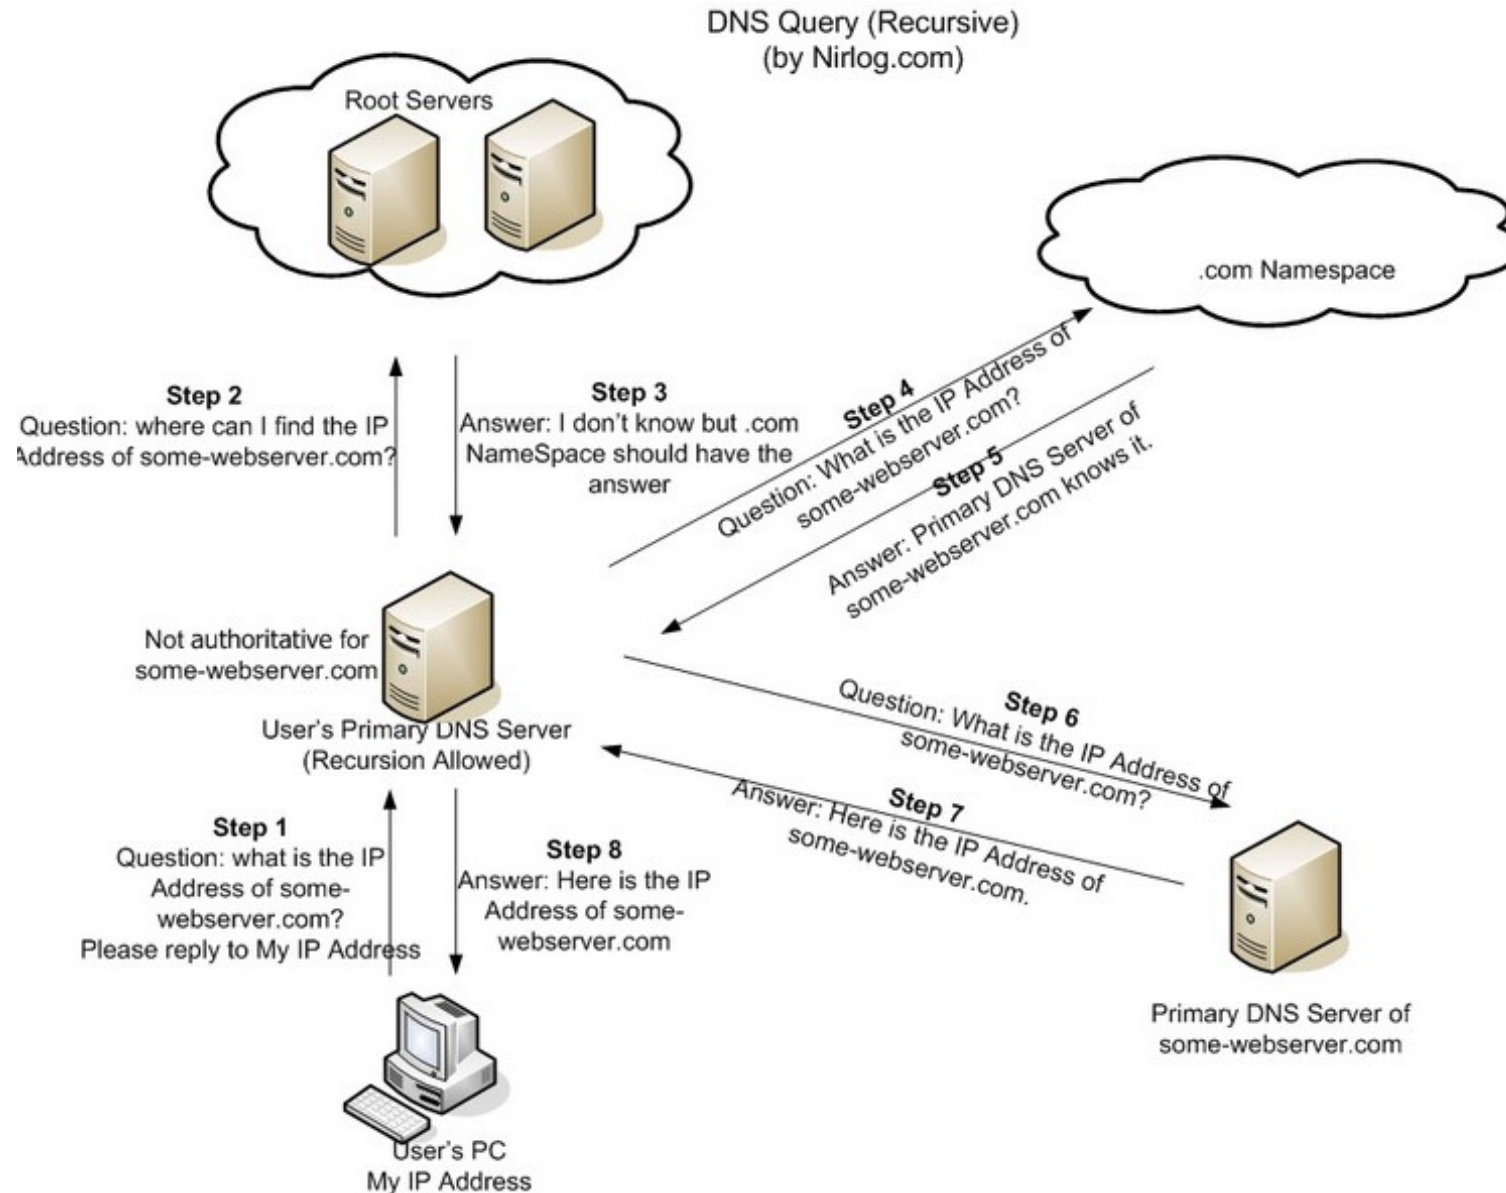 DNS Query (Recursive)
(by Nirlog.com)
Root Servers
.com Namespace
Step 2
Question: where can I find the IP
Address of some-webserver.com?
Step 3
Answer: I don't know but .com
NameSpace should have the
answer
Step 4
Question: What is the IP Address of
some-webserver.com?
Step 5
Answer: Primary DNS Server of
some-webserver.com knows it.
Not authoritative for
some-webserver.com
User's Primary DNS Server
(Recursion Allowed)
Step 6
Question: What is the IP Address of
some-webserver.com?
Step 7
Answer: Here is the IP Address of
some-webserver.com.
Step 1
Question: what is the IP
Address of some-
webserver.com?
Please reply to My IP Address
Step 8
Answer: Here is the IP
Address of some-
webserver.com
Primary DNS Server of
some-webserver.com
User's PC
My IP Address